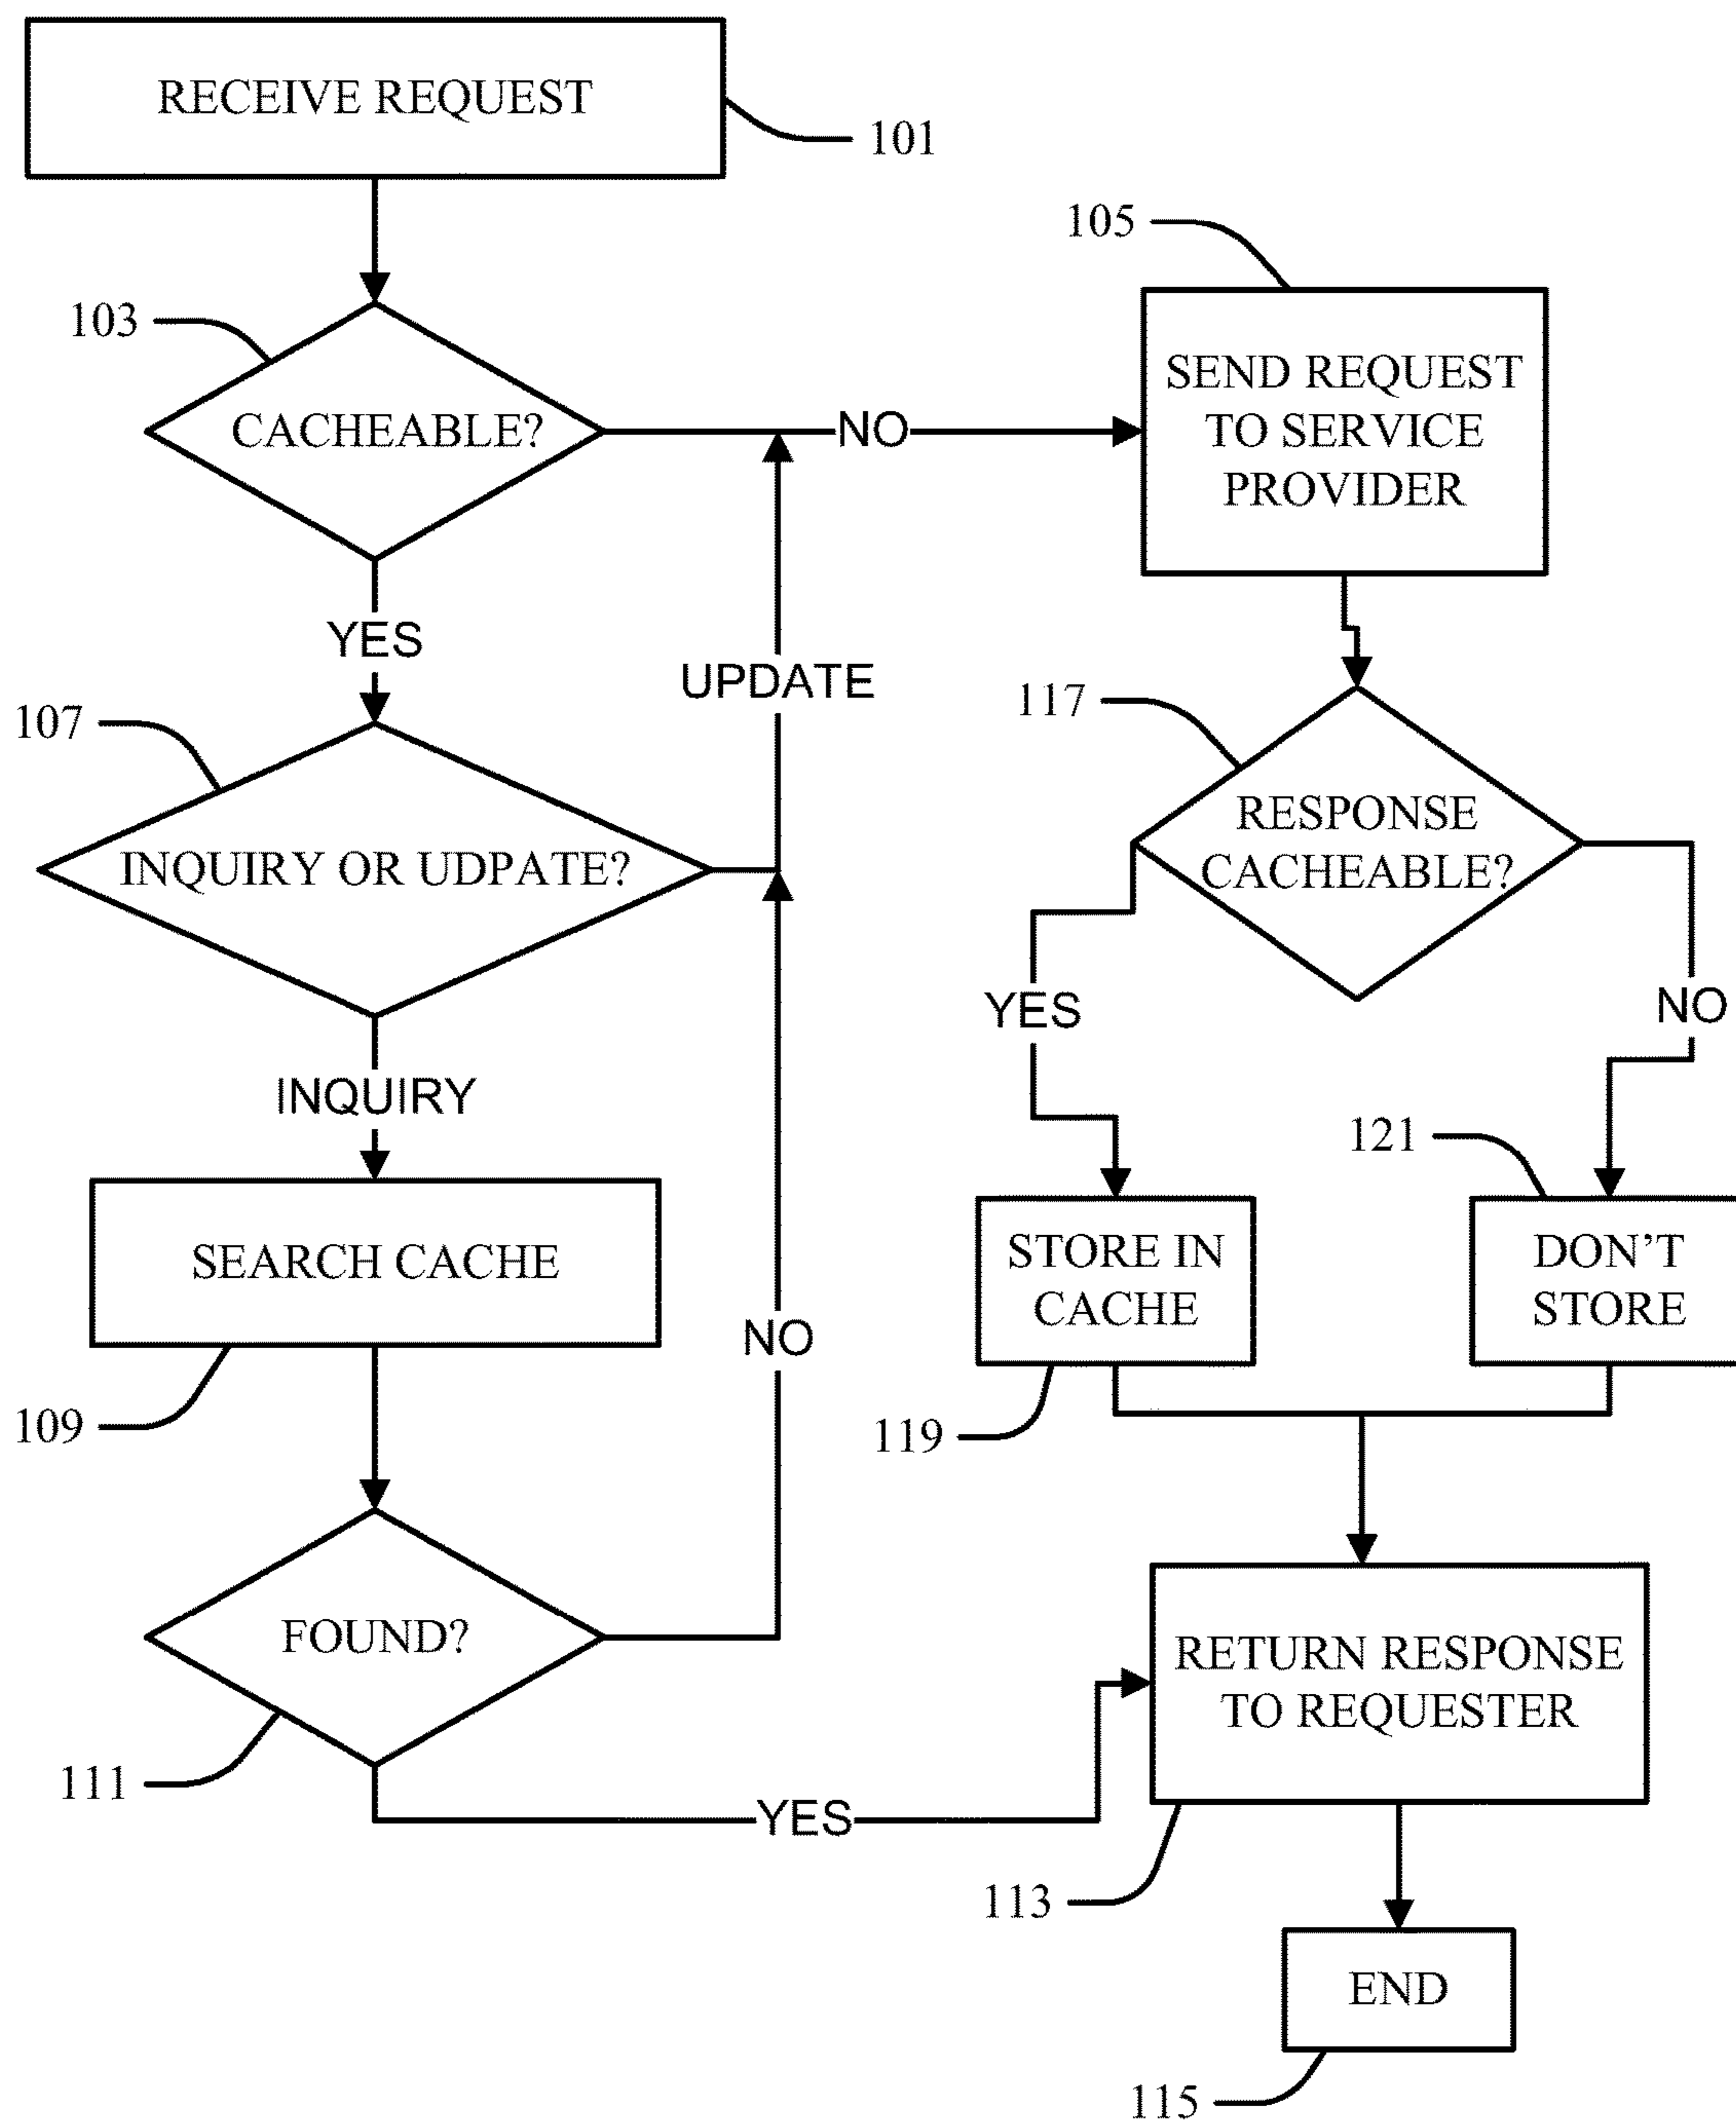 RECEIVE REQUEST
101
105
103
CACHEABLE?
NO
SEND REQUEST
TO SERVICE
PROVIDER
YES
UPDATE
107
INQUIRY OR UDPATE?
117
RESPONSE
CACHEABLE?
YES
NO
INQUIRY
121
SEARCH CACHE
STORE IN
CACHE
DON'T
STORE
NO
109
119
FOUND?
RETURN RESPONSE
TO REQUESTER
111
YES
113
END
115